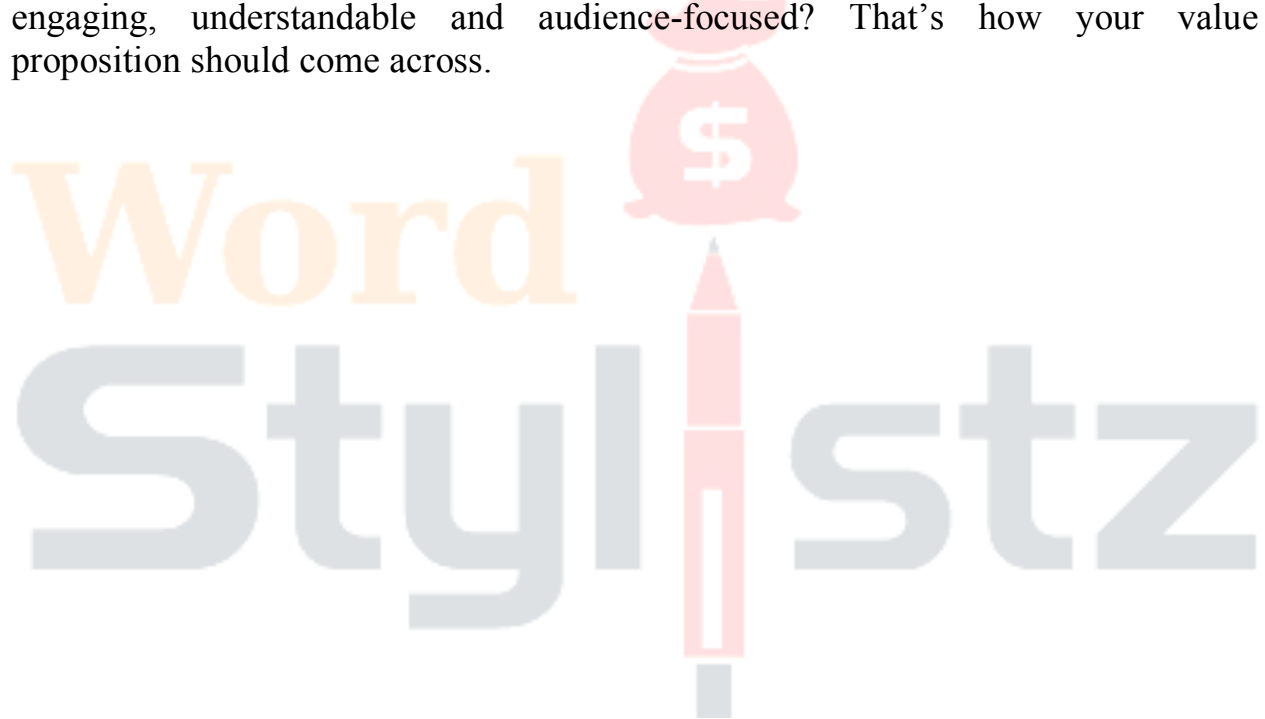 engaging, understandable and audience-focused? That’s how your value
proposition should come across.
$
Word
Stylistz